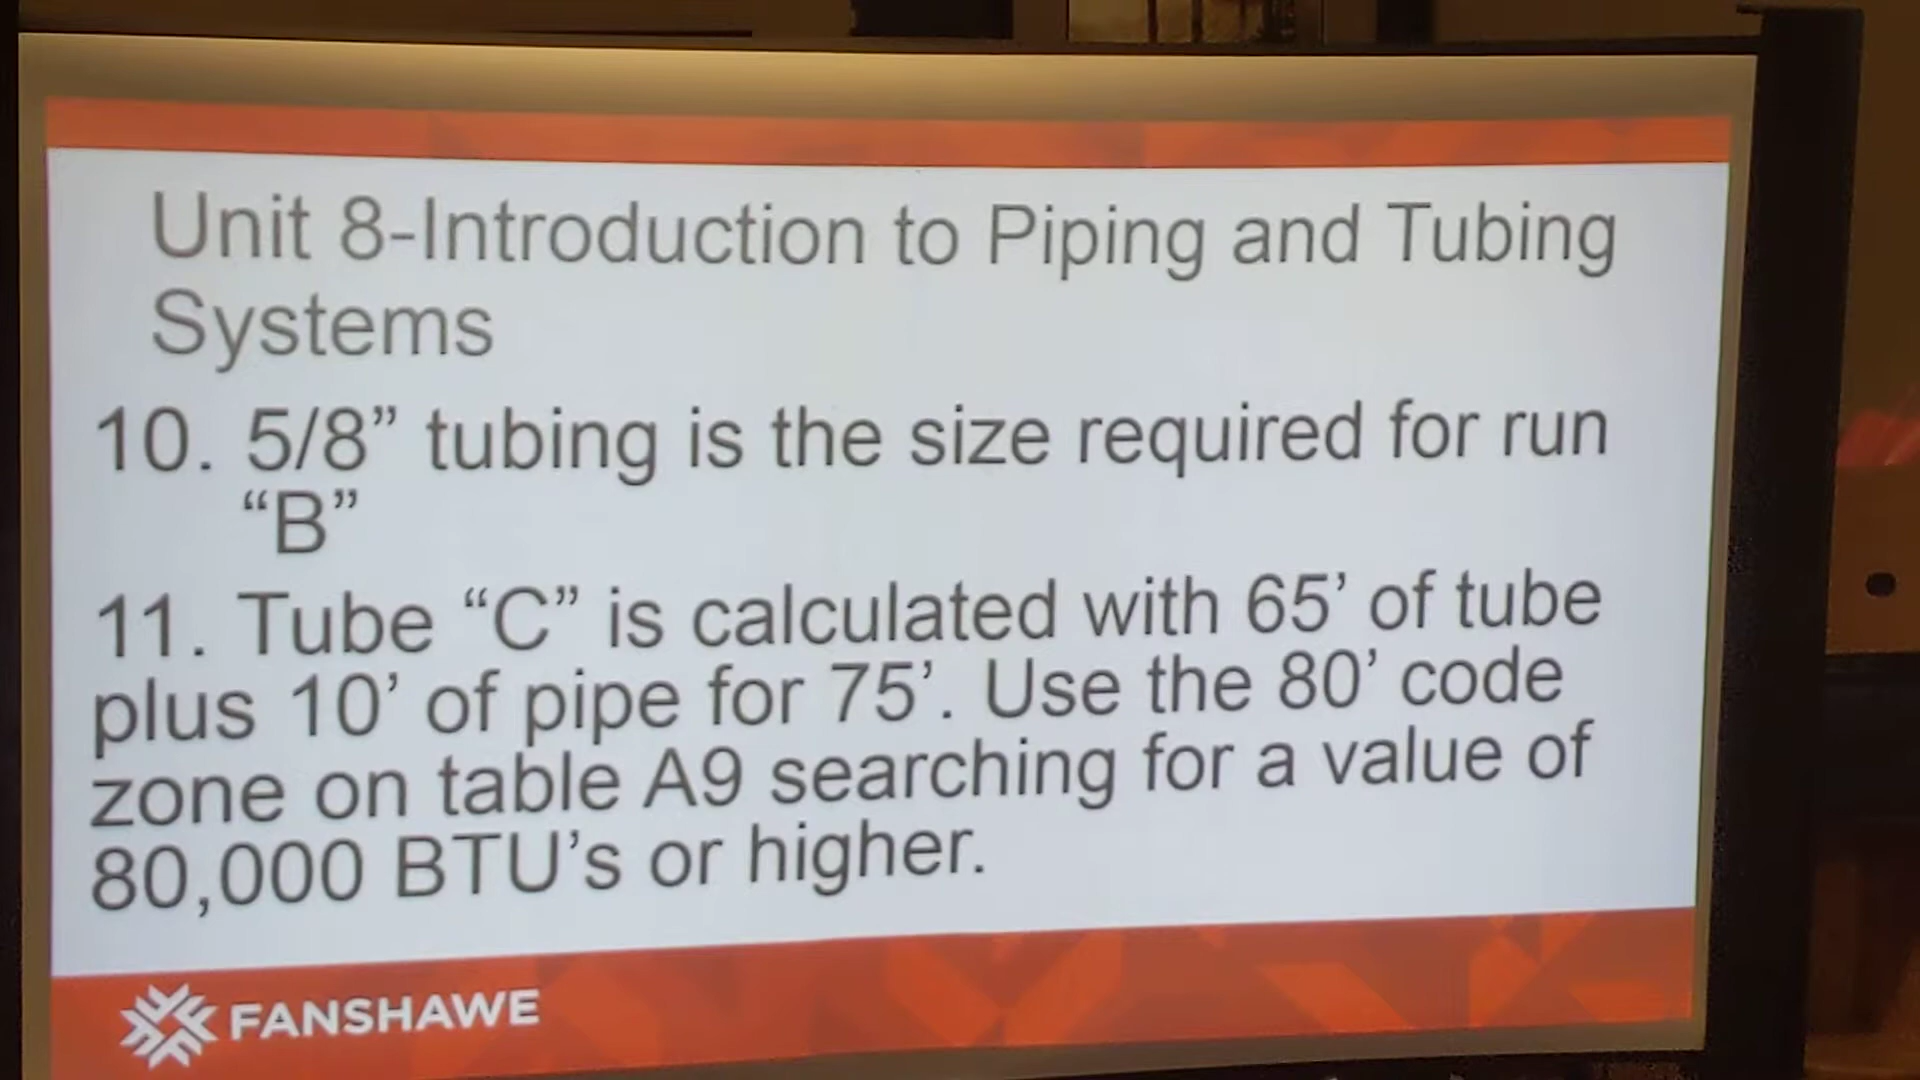 Unit 8-Introduction to Piping and Tubing
Systems
10. 5/8” tubing is the size required for run
“B”
11. Tube “C” is calculated with 65’ of tube
plus 10’ of pipe for 75’. Use the 80’ code
zone on table A9 searching for a value of
80,000 BTU’s or higher.
FANSHAWE